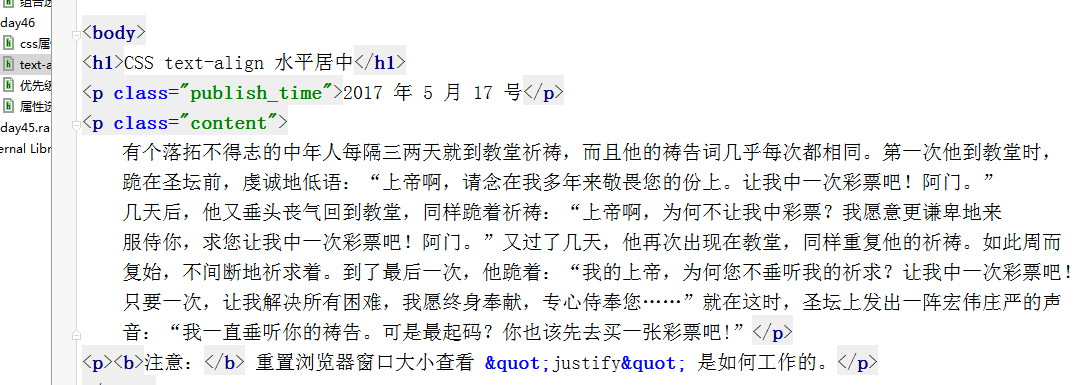 组合选
day46
css属
text-a
优先级
属性选
day45.ra
ernal Libr
<body>
<h1>CSS text-align 水平居中</h1>
<p class="publish_time">2017 年 5 月 17 号</p>
<p class="content">
有个落拓不得志的中年人每隔三两天就到教堂祈祷，而且他的祷告词几乎每次都相同。第一次他到教堂时，
跪在圣坛前，虔诚地低语：“上帝啊，请念在我多年来敬畏您的份上。让我中一次彩票吧！阿门。”
几天后，他又垂头丧气回到教堂，同样跪着祈祷：“上帝啊，为何不让我中彩票？我愿意更谦卑地来
服侍你，求您让我中一次彩票吧！阿门。”又过了几天，他再次出现在教堂，同样重复他的祈祷。如此周而
复始，不间断地祈求着。到了最后一次，他跪着：“我的上帝，为何您不垂听我的祈求？让我中一次彩票吧！
只要一次，让我解决所有困难，我愿终身奉献，专心侍奉您……”就在这时，圣坛上发出一阵宏伟庄严的声
音：“我一直垂听你的祷告。可是最起码？你也该先去买一张彩票吧！”</p>
<p><b>注意：</b> 重置浏览器窗口大小查看 &quot;justify&quot; 是如何工作的。</p>